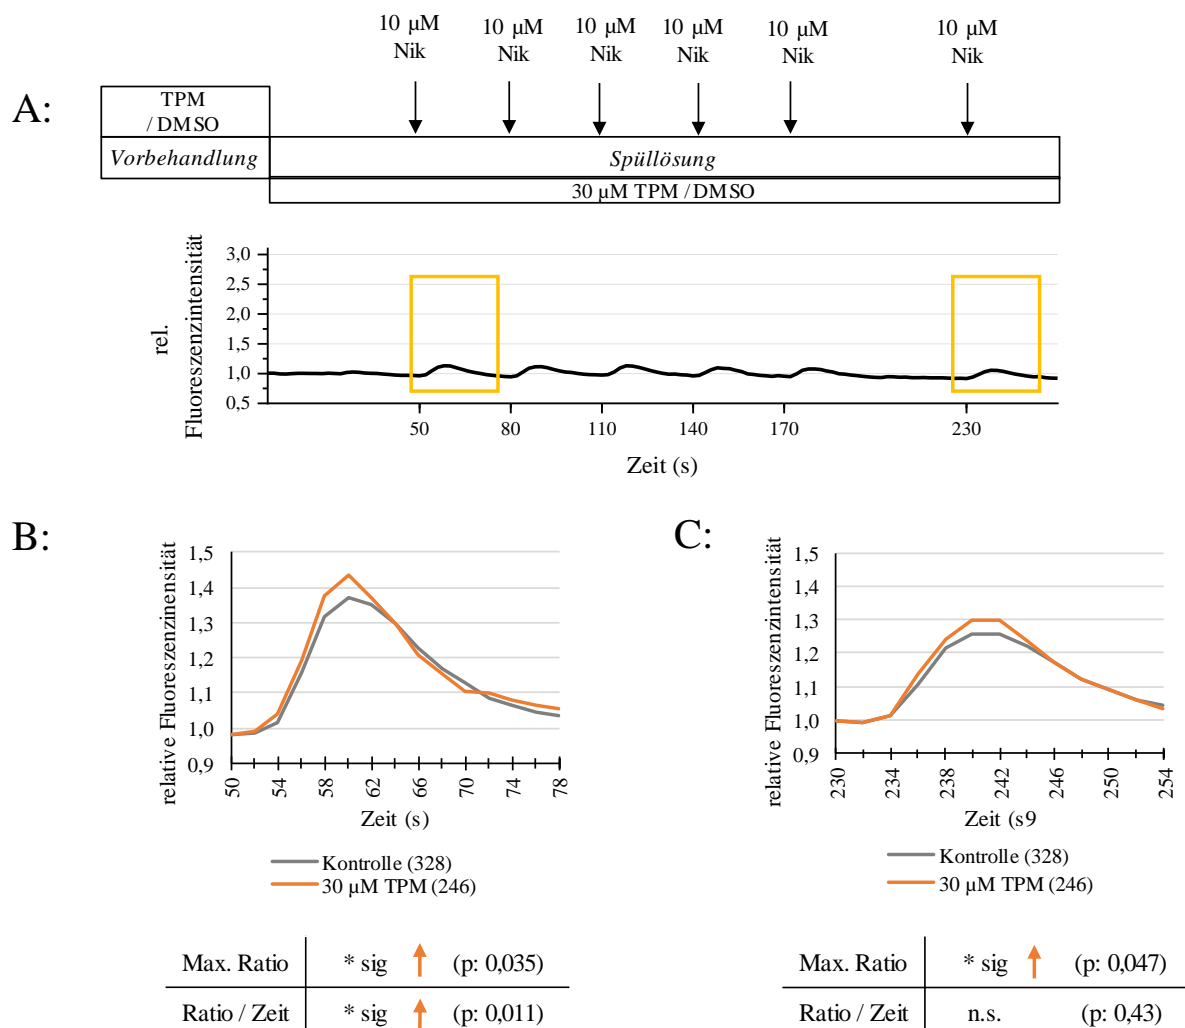 10 µM
Nik
10 µM
Nik
10 µM
Nik
10 µM
Nik
10 µM
Nik
10 µM
Nik
A:
TPM
/ DMSO
Vorbehandlung
Spüllösung
30 µM TPM / DMSO
rel.
Fluoreszenzintensität
3,0
2,5
2,0
1,5
1,0
0,5
50 80 110 140 170 230
Zeit (s)
B:
relative Fluoreszenzinensität
1,5
1,4
1,3
1,2
1,1
1,0
0,9
50 54 58 62 66 70 74 78
Zeit (s)
Kontrolle (328)
30 µM TPM (246)
Max. Ratio * sig (p: 0,035)
Ratio / Zeit * sig (p: 0,011)
C:
relative Fluoreszenzintensität
1,5
1,4
1,3
1,2
1,1
1,0
0,9
230 234 238 242 246 250 254
Zeit (s9
Kontrolle (328)
30 µM TPM (246)
Max. Ratio * sig (p: 0,047)
Ratio / Zeit n.s. (p: 0,43)